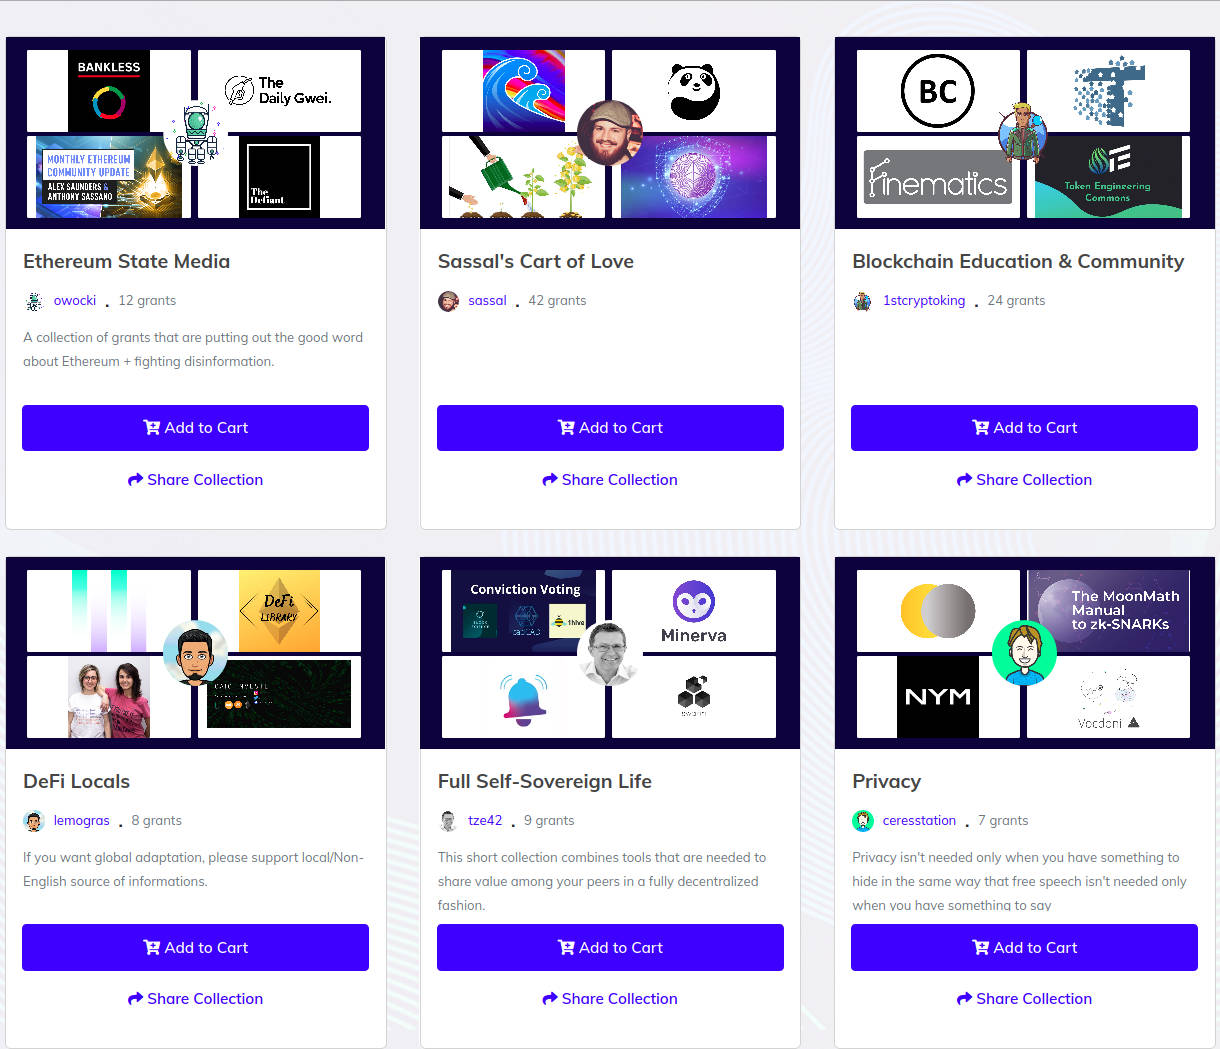 BANKLESS
The
Daily Gwei.
MONTHLY ETHEREUM
COMMUNITY UPDATE
ALEX SAUNDERS &
ANTHONY SASSANO
The
Defiant
Ethereum State Media
owocki . 12 grants
A collection of grants that are putting out the good word
about Ethereum + fighting disinformation.
Add to Cart
Share Collection
Sassal's Cart of Love
sassal . 42 grants
Add to Cart
Share Collection
BC
finematics
Token Engineering
Commons
Blockchain Education & Community
1stcryptoking . 24 grants
Add to Cart
Share Collection
DeFi
LIBRARY
DeFi Locals
lemogras . 8 grants
If you want global adaptation, please support local/Non-
English source of informations.
Add to Cart
Share Collection
Conviction Voting
1hive
Minerva
swarm
Full Self-Sovereign Life
tze42 . 9 grants
This short collection combines tools that are needed to
share value among your peers in a fully decentralized
fashion.
Add to Cart
Share Collection
The MoonMath
Manual
to zk-SNARKs
NYM
Vocdoni
Privacy
ceresstation . 7 grants
Privacy isn't needed only when you have something to
hide in the same way that free speech isn't needed only
when you have something to say
Add to Cart
Share Collection